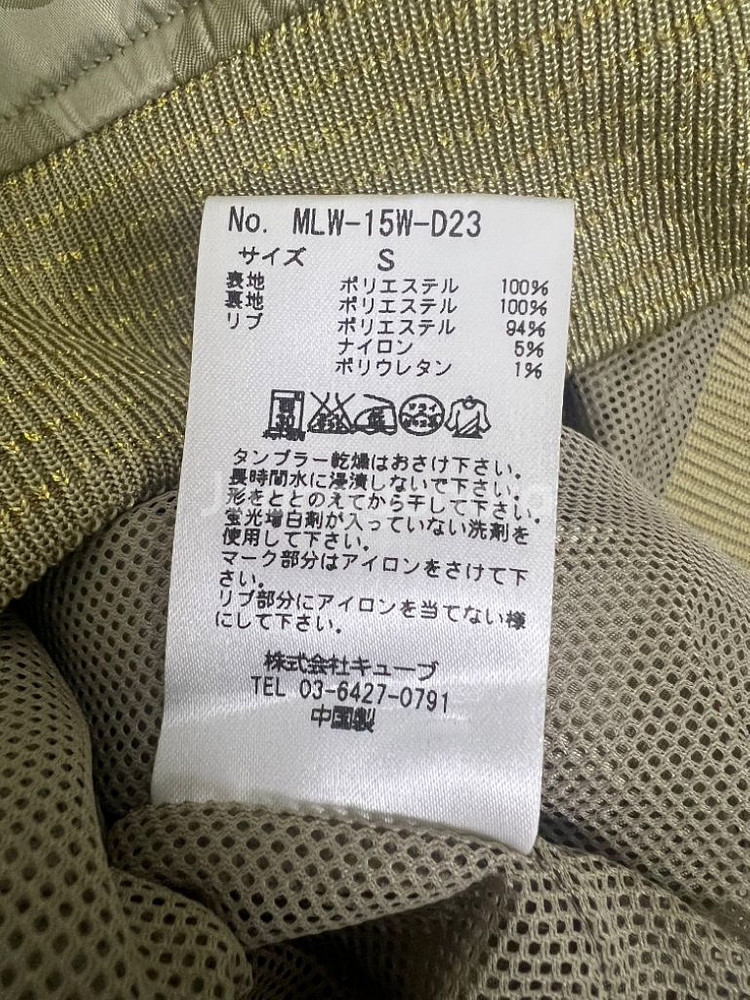 No. MLW-15W-D23
サイズ S
表地 ポリエステル 100%
裏地 ポリエステル 100%
リブ ポリエステル 94%
ナイロン 5%
ポリウレタン 1%
タンブラー乾燥はおさけ下さい。
長時間水に浸漬しないで下さい。
形をととのえてから干して下さい。
蛍光増白剤が入っていない洗剤を
使用して下さい。
マーク部分はアイロンをさけて下
さい。
リブ部分にアイロンを当てない様
にして下さい。
株式会社キューブ
TEL 03-6427-0791
中国製